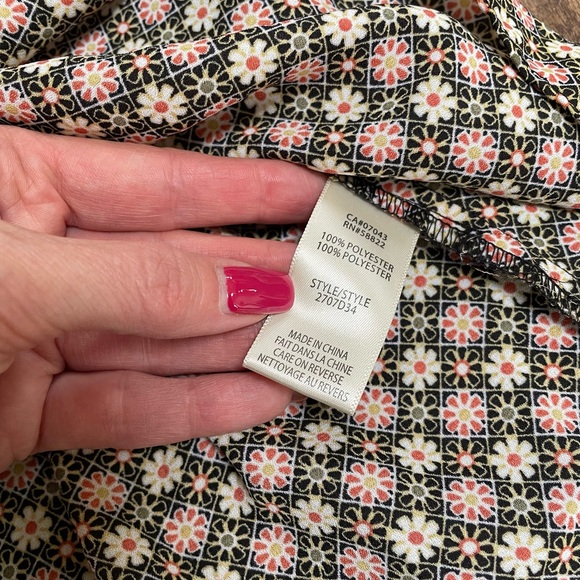 CA#07043
RN#58822
100% POLYESTER
100% POLYESTER
STYLE/STYLE
2707D34
MADE IN CHINA
FAIT DANS LA CHINE
CARE ON REVERSE
NETTOYAGE AU REVERS